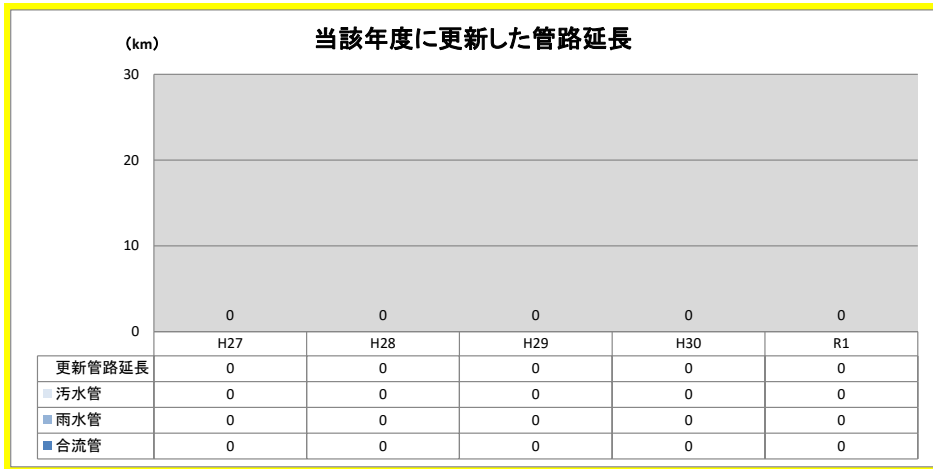 当該年度に更新した管路延長
（km）
30
20
10
0
0 0 0 0 0
H27 H28 H29 H30 R1
更新管路延長 0 0 0 0 0
汚水管 0 0 0 0 0
雨水管 0 0 0 0 0
合流管 0 0 0 0 0